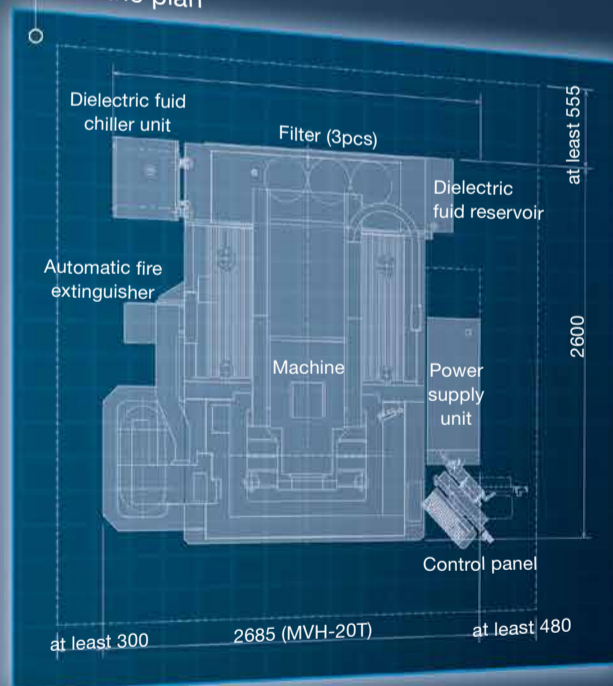 plan
Dielectric fuid
chiller unit
Filter (3pcs)
at least 555
Dielectric
fuid reservoir
Automatic fire
extinguisher
2600
Machine
Power
supply
unit
Control panel
at least 300
2685 (MVH-20T)
at least 480